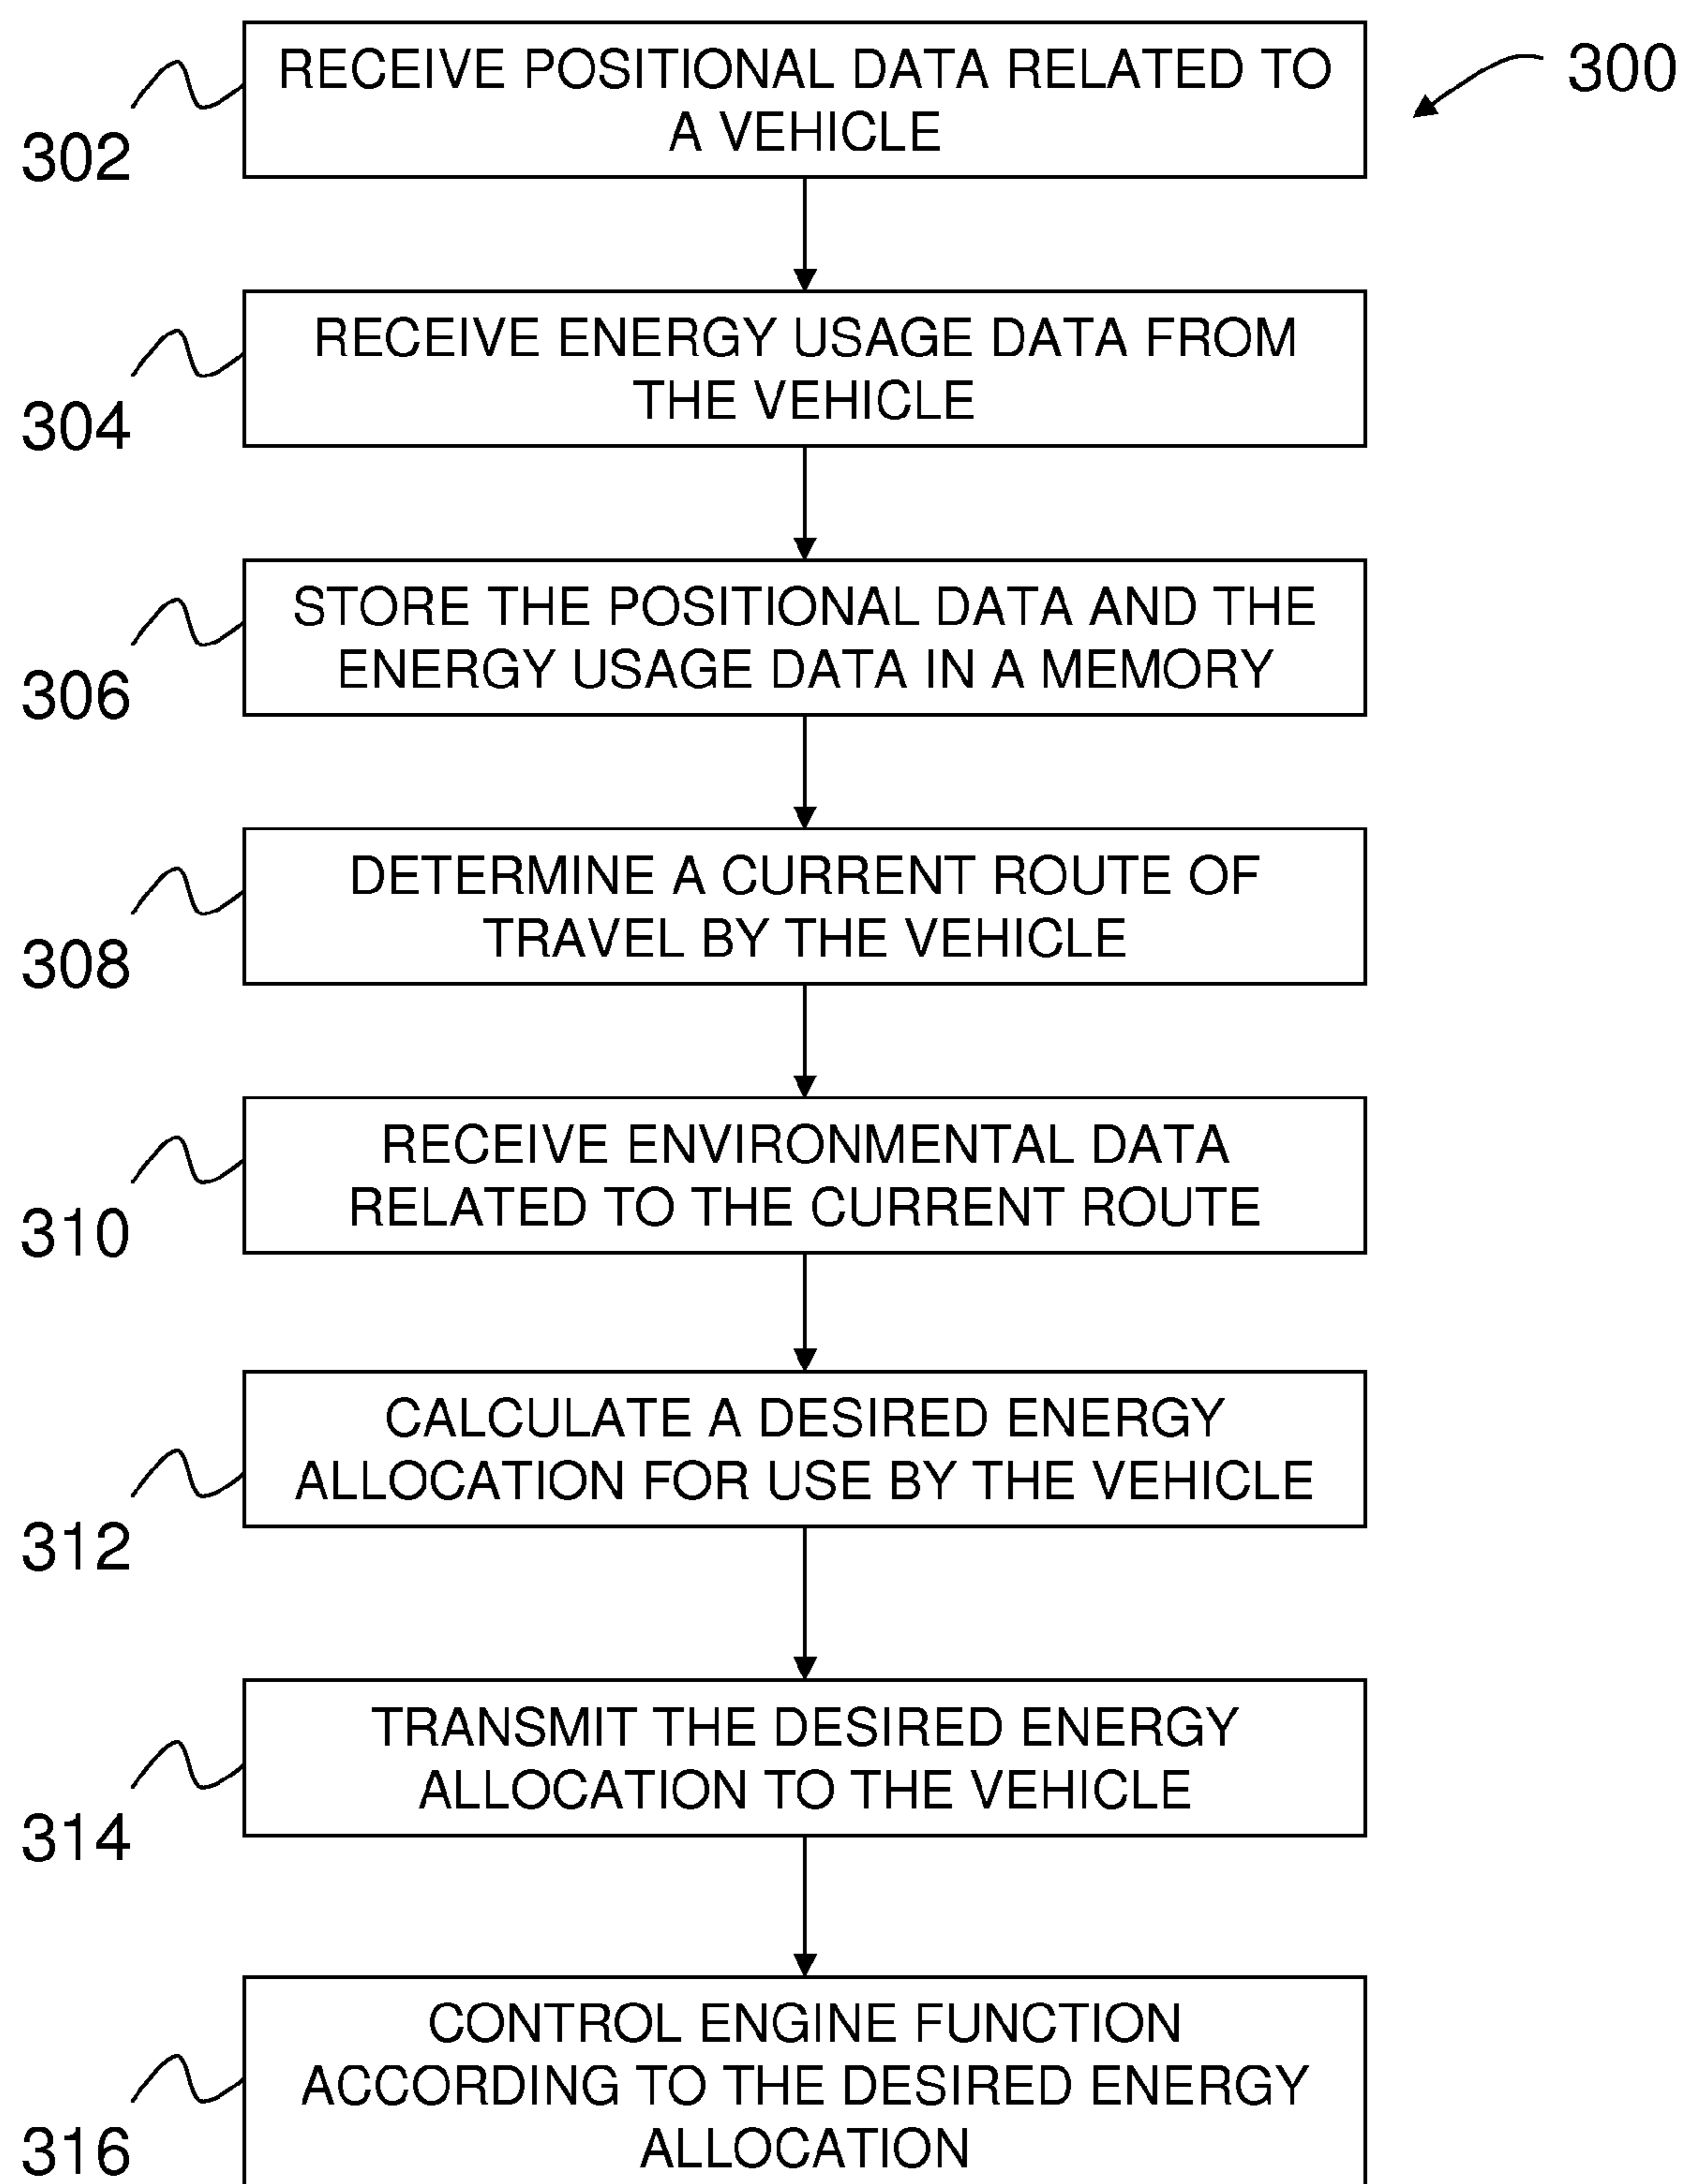 RECEIVE POSITIONAL DATA RELATED TO
A VEHICLE
300
302
RECEIVE ENERGY USAGE DATA FROM
THE VEHICLE
304
STORE THE POSITIONAL DATA AND THE
ENERGY USAGE DATA IN A MEMORY
306
DETERMINE A CURRENT ROUTE OF
TRAVEL BY THE VEHICLE
308
RECEIVE ENVIRONMENTAL DATA
RELATED TO THE CURRENT ROUTE
310
CALCULATE A DESIRED ENERGY
ALLOCATION FOR USE BY THE VEHICLE
312
TRANSMIT THE DESIRED ENERGY
ALLOCATION TO THE VEHICLE
314
CONTROL ENGINE FUNCTION
ACCORDING TO THE DESIRED ENERGY
ALLOCATION
316